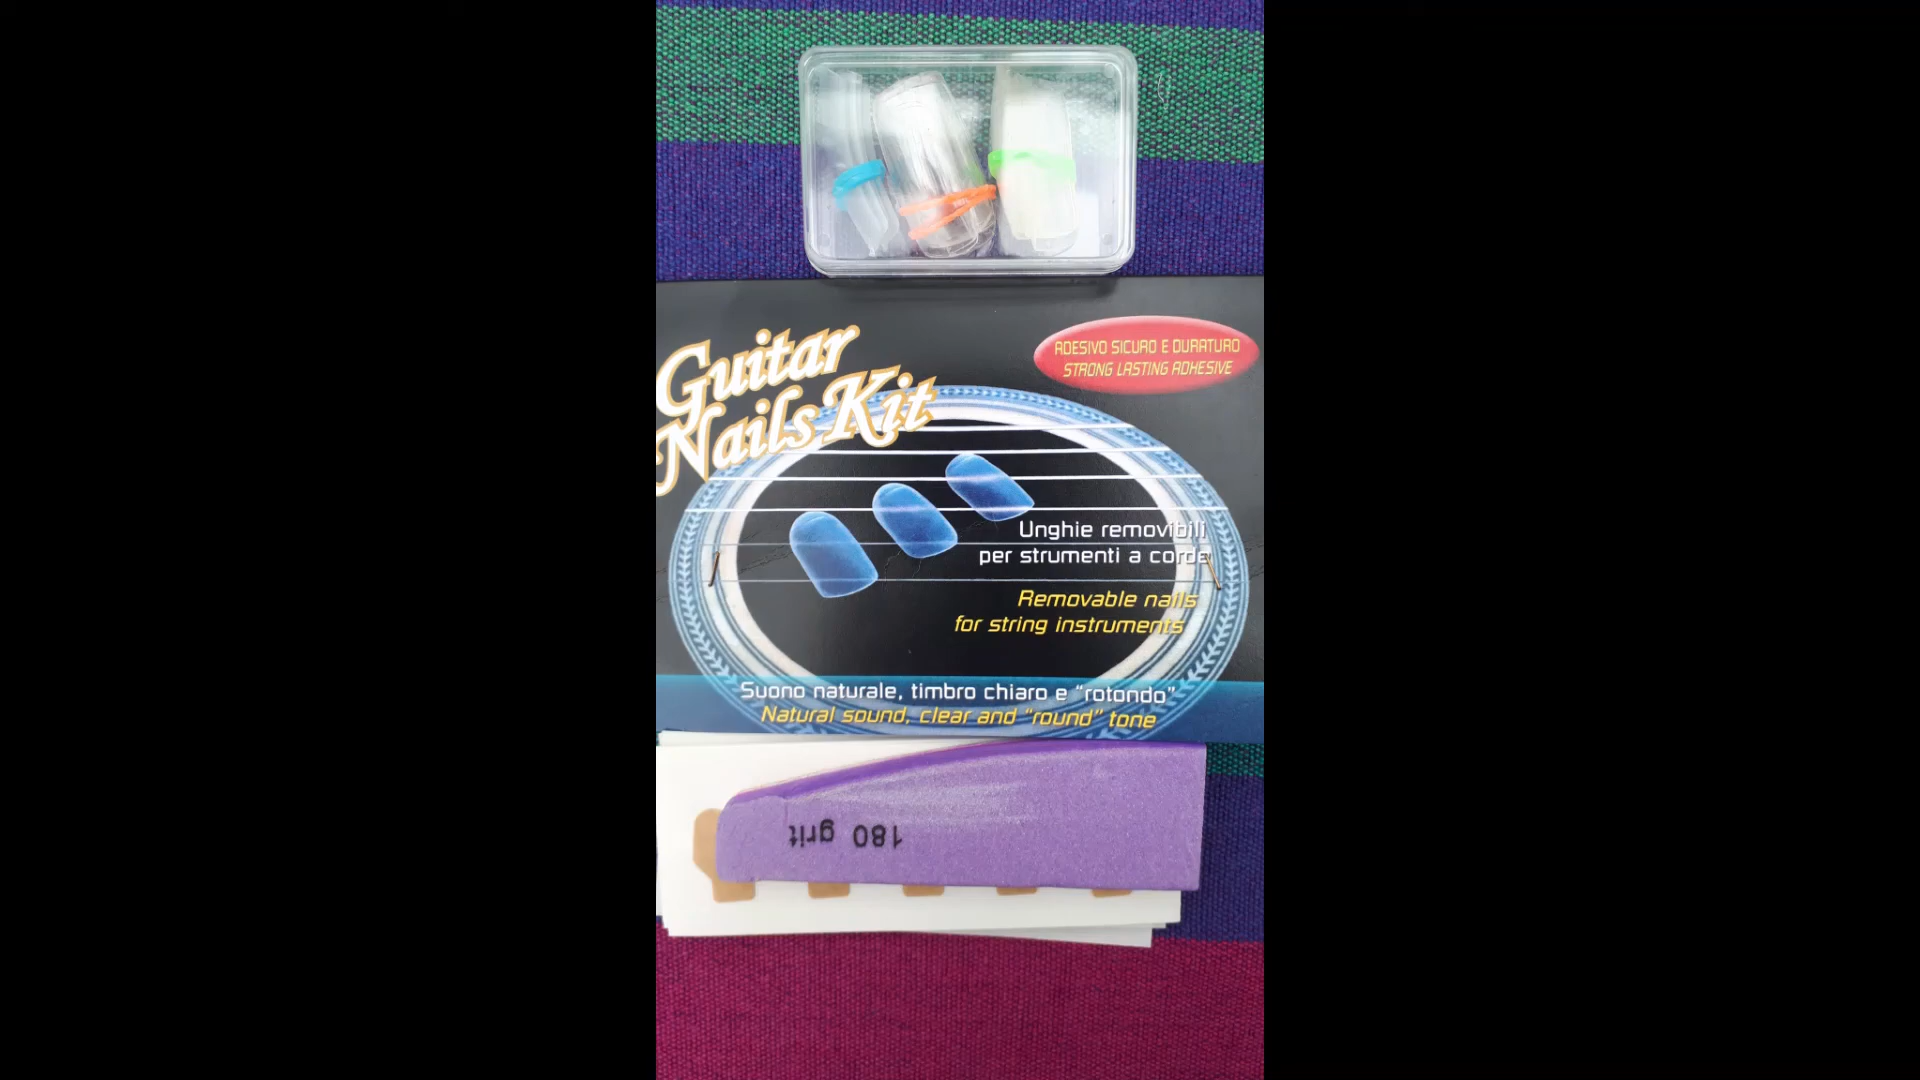 Guitar
Nails Kit
ADESIVO SICURO E DURATURO
STRONG LASTING ADHESIVE
Unghie removibili
per strumenti a corda
Removable nails
for string instruments
Suono naturale, timbro chiaro e "rotondo"
Natural sound, clear and "round" tone
180 grit